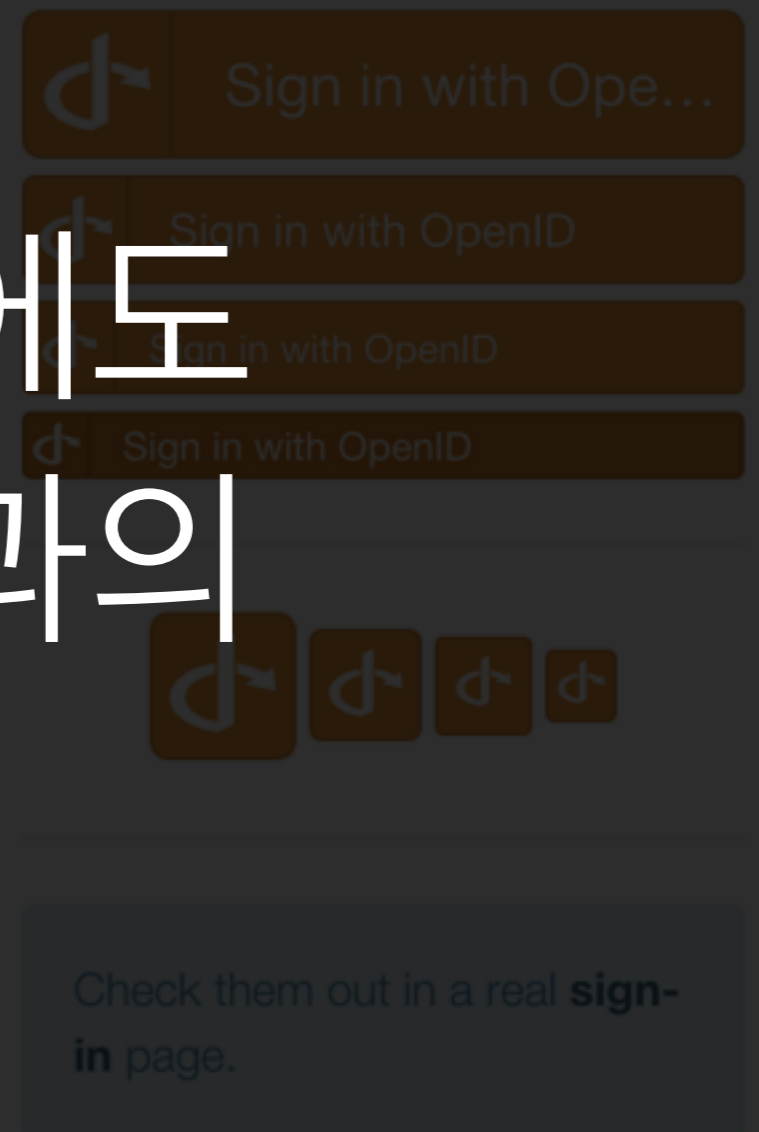 Sign in with Ope...
Sign in with OpenID
에도
Sign in with OpenID
Sign in with OpenID
과의
Check them out in a real sign-
in page.